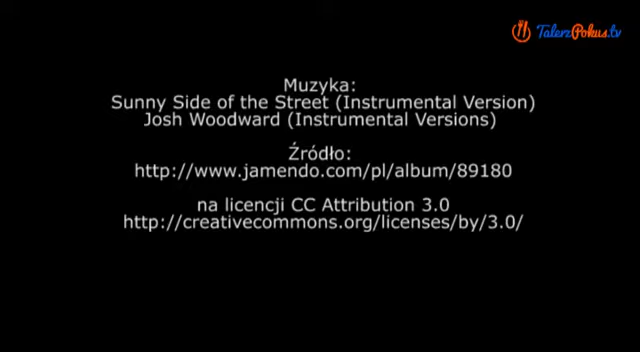 TalerzPokus.tv
Muzyka:
Sunny Side of the Street (Instrumental Version)
Josh Woodward (Instrumental Versions)
Źródło:
http://www.jamendo.com/pl/album/89180
na licencji CC Attribution 3.0
http://creativecommons.org/licenses/by/3.0/